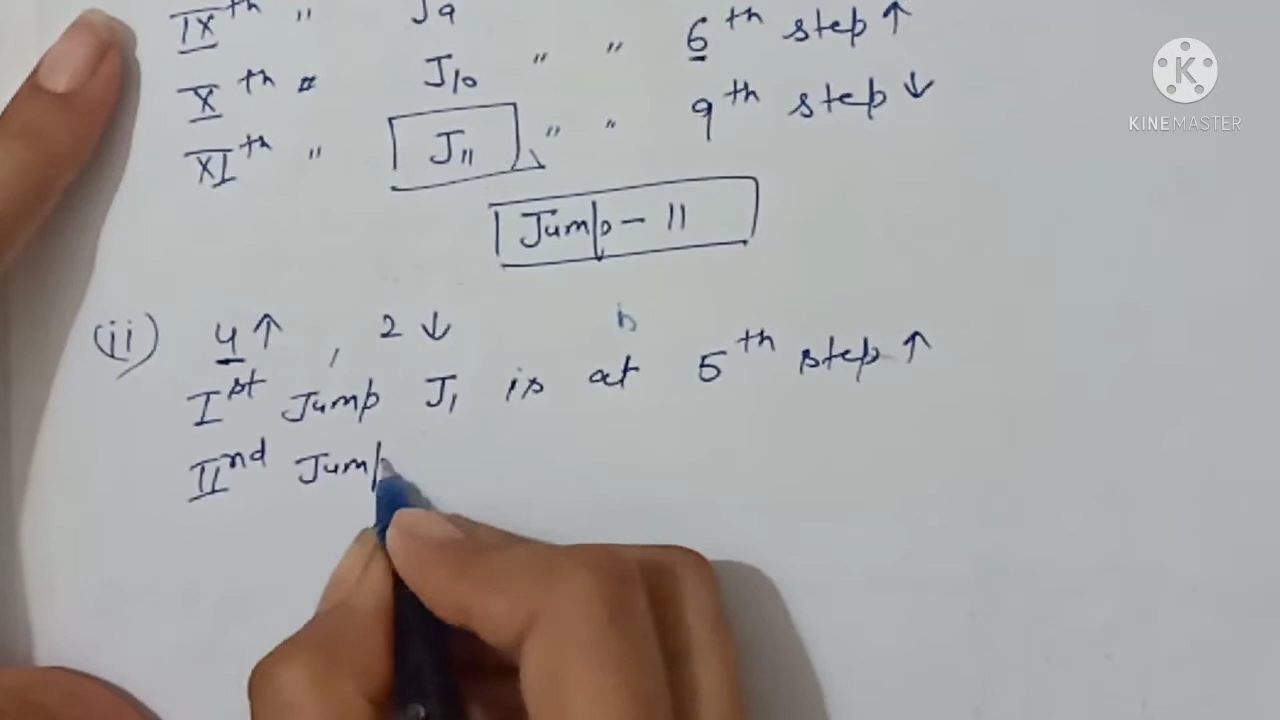 IXth " J9
Xth " J10 " " 6th step ↑
XIth " J11 " " 9th step ↓
Jump - 11
(ii) 4 ↑ , 2 ↓
Ist Jump J1 is at 5th step ↑
IInd Jump
KINEMASTER